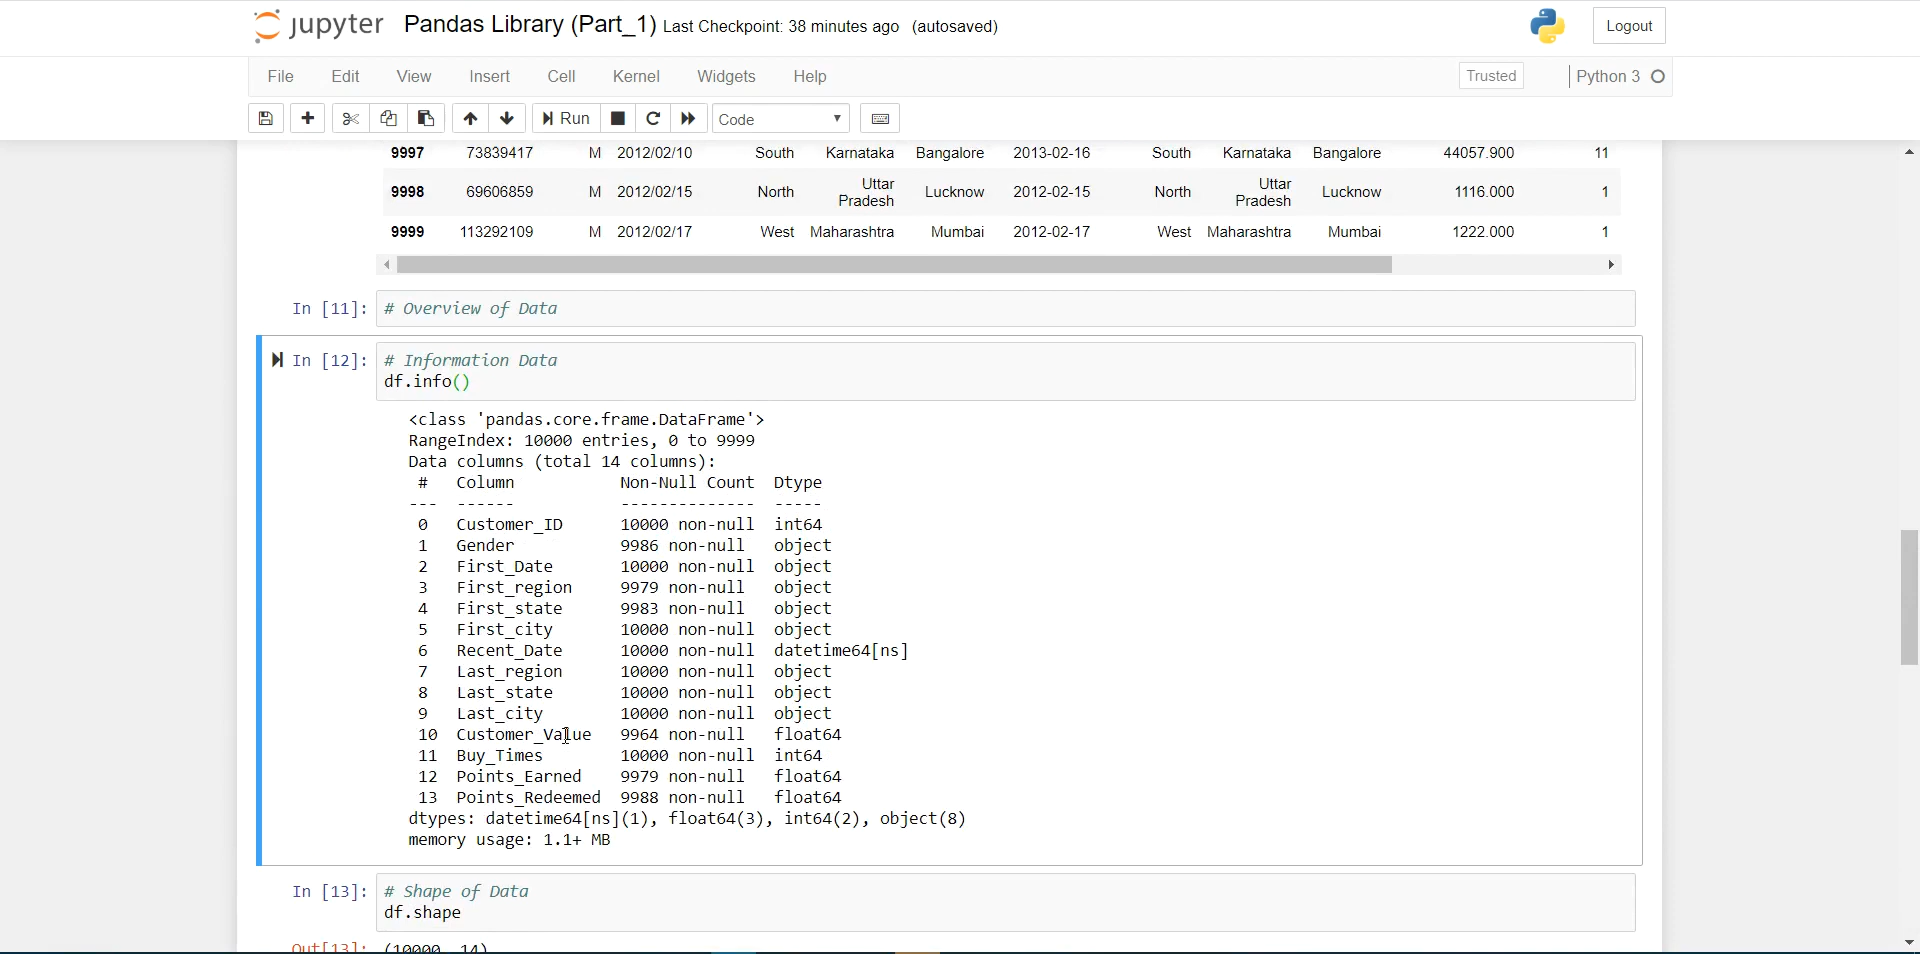 jupyter Pandas Library (Part_1) Last Checkpoint: 38 minutes ago (autosaved) Logout
File Edit View Insert Cell Kernel Widgets Help Trusted Python 3
Run Code
9997 73839417 M 2012/02/10 South Karnataka Bangalore 2013-02-16 South Karnataka Bangalore 44057.900 11
9998 69606859 M 2012/02/15 North Uttar Pradesh Lucknow 2012-02-15 North Uttar Pradesh Lucknow 1116.000 1
9999 113292109 M 2012/02/17 West Maharashtra Mumbai 2012-02-17 West Maharashtra Mumbai 1222.000 1
In [11]: # Overview of Data
In [12]: # Information Data
df.info()
<class 'pandas.core.frame.DataFrame'>
RangeIndex: 10000 entries, 0 to 9999
Data columns (total 14 columns):
# Column Non-Null Count Dtype
--- ------ -------------- -----
0 Customer_ID 10000 non-null int64
1 Gender 9986 non-null object
2 First_Date 10000 non-null object
3 First_region 9979 non-null object
4 First_state 9983 non-null object
5 First_city 10000 non-null object
6 Recent_Date 10000 non-null datetime64[ns]
7 Last_region 10000 non-null object
8 Last_state 10000 non-null object
9 Last_city 10000 non-null object
10 Customer_Value 9964 non-null float64
11 Buy_Times 10000 non-null int64
12 Points_Earned 9979 non-null float64
13 Points_Redeemed 9988 non-null float64
dtypes: datetime64[ns](1), float64(3), int64(2), object(8)
memory usage: 1.1+ MB
In [13]: # Shape of Data
df.shape
Out[13]: (10000, 14)